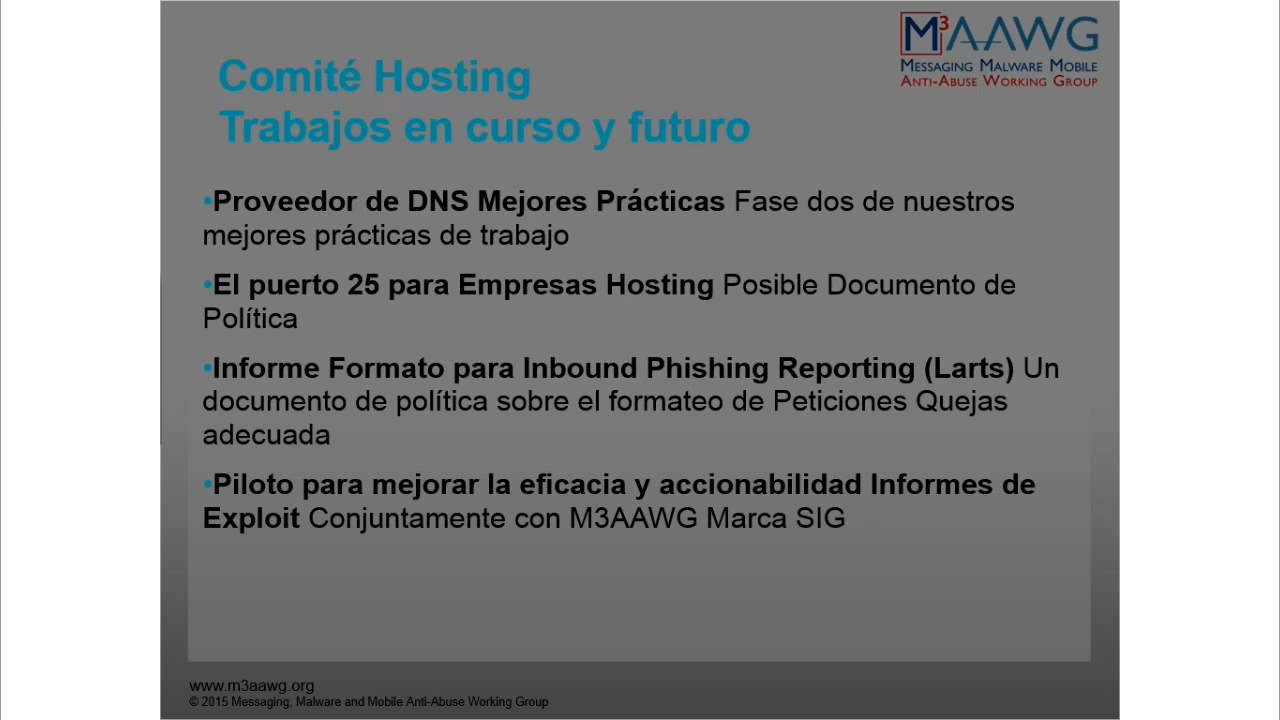 M3AAWG
MESSAGING MALWARE MOBILE
ANTI-ABUSE WORKING GROUP
Comité Hosting
Trabajos en curso y futuro
•Proveedor de DNS Mejores Prácticas Fase dos de nuestros
mejores prácticas de trabajo
•El puerto 25 para Empresas Hosting Posible Documento de
Política
•Informe Formato para Inbound Phishing Reporting (Larts) Un
documento de política sobre el formateo de Peticiones Quejas
adecuada
•Piloto para mejorar la eficacia y accionabilidad Informes de
Exploit Conjuntamente con M3AAWG Marca SIG
www.m3aawg.org
© 2015 Messaging, Malware and Mobile Anti-Abuse Working Group